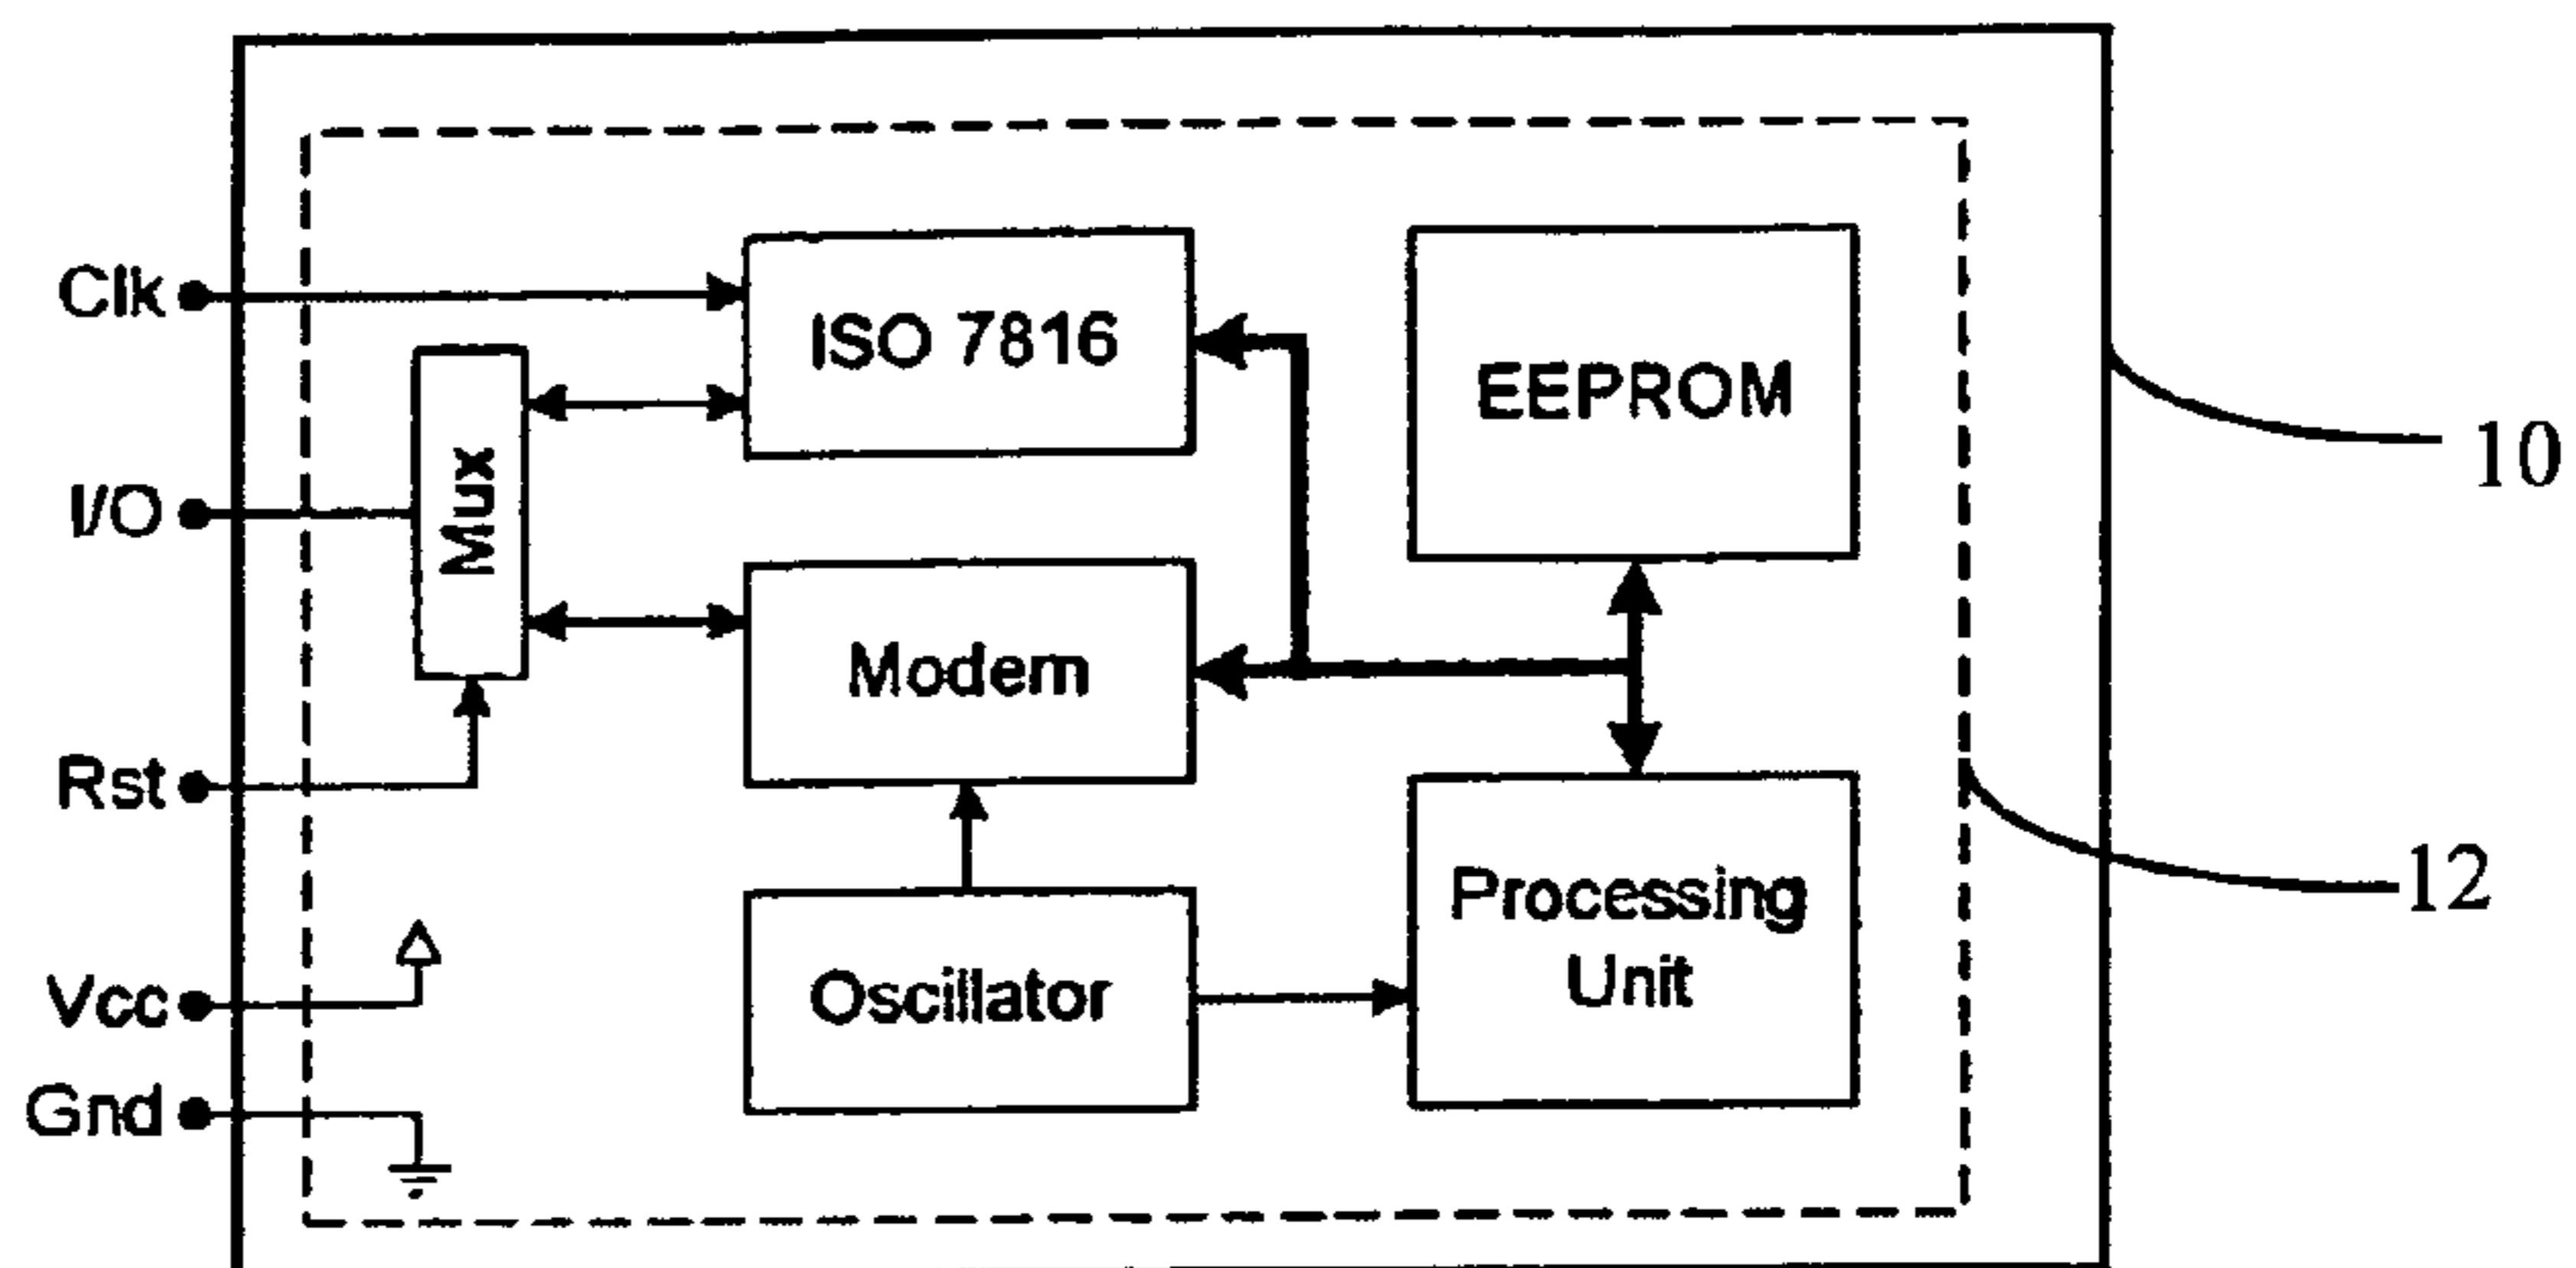 Clk
ISO 7816
EEPROM
10
I/O
Mux
Modem
Rst
Processing
Unit
12
Vcc
Oscillator
Gnd